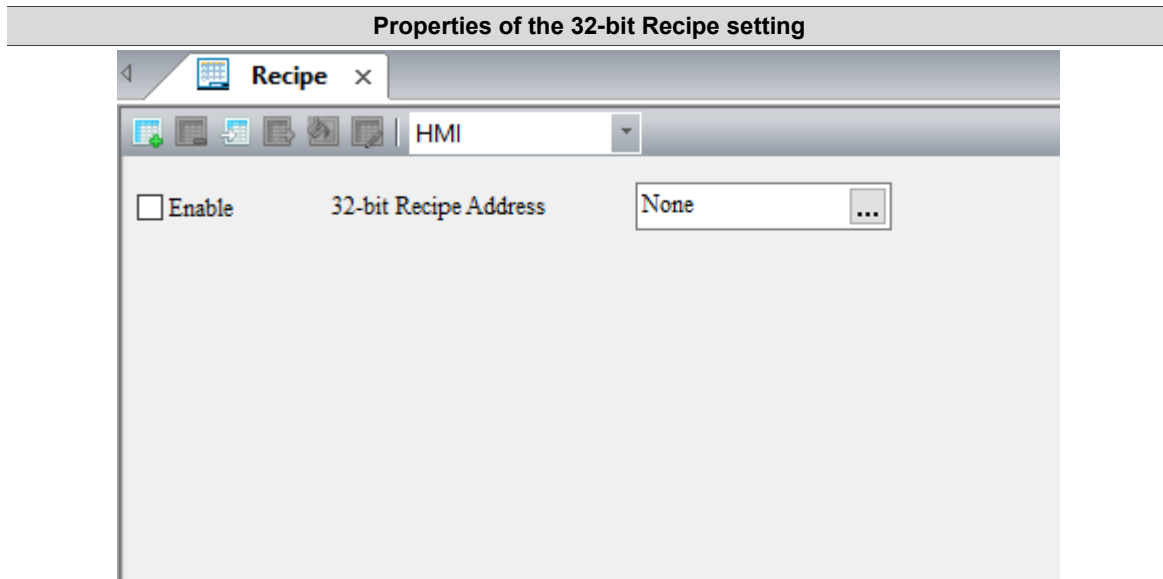 Properties of the 32-bit Recipe setting
Recipe
HMI
Enable 32-bit Recipe Address None ...